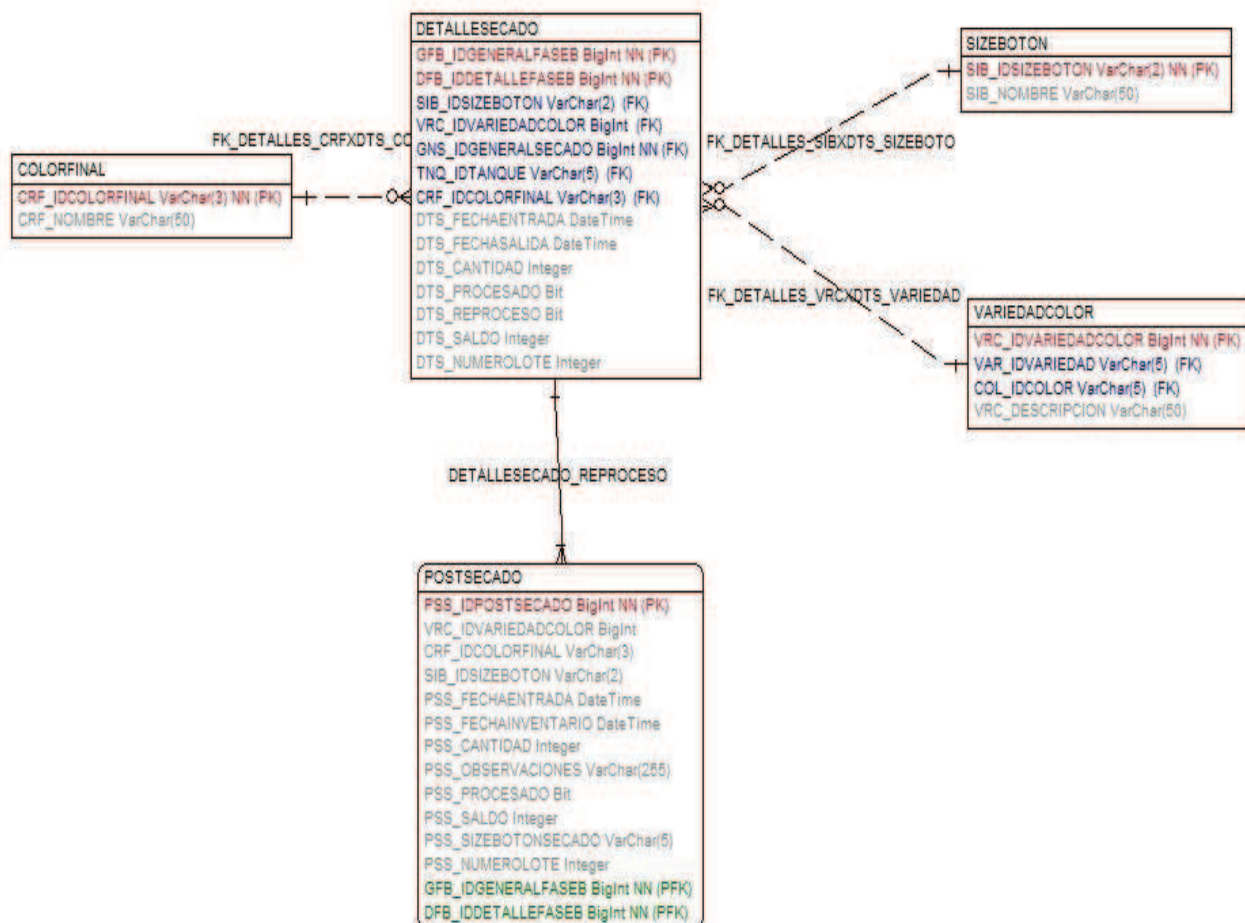 DETALLESECADO
GFB_IDGENERALFASEB BigInt NN (PK)
DFB_IDDETALLEFASEB BigInt NN (PK)
SIB_IDSIZEBOTON VarChar(2) (FK)
VRC_IDVARIEDADCOLOR BigInt (FK)
GNS_IDGENERALSECADO BigInt NN (FK)
TNQ_IDTANQUE VarChar(5) (FK)
CRF_IDCOLORFINAL VarChar(3) (FK)
DTS_FECHAENTRADA DateTime
DTS_FECHASALIDA DateTime
DTS_CANTIDAD Integer
DTS_PROCESADO Bit
DTS_REPROCESO Bit
DTS_SALDO Integer
DTS_NUMEROLOTE Integer
SIZEBOTON
SIB_IDSIZEBOTON VarChar(2) NN (PK)
SIB_NOMBRE VarChar(50)
FK_DETALLES_CRFXDTS_CO
FK_DETALLES_SIBXDTS_SIZEBOTO
COLORFINAL
CRF_IDCOLORFINAL VarChar(3) NN (PK)
CRF_NOMBRE VarChar(50)
FK_DETALLES_VRCXDTS_VARIEDAD
VARIEDADCOLOR
VRC_IDVARIEDADCOLOR BigInt NN (PK)
VAR_IDVARIEDAD VarChar(5) (FK)
COL_IDCOLOR VarChar(5) (FK)
VRC_DESCRIPCION VarChar(50)
DETALLESECADO_REPROCESO
POSTSECADO
PSS_IDPOSTSECADO BigInt NN (PK)
VRC_IDVARIEDADCOLOR BigInt
CRF_IDCOLORFINAL VarChar(3)
SIB_IDSIZEBOTON VarChar(2)
PSS_FECHAENTRADA DateTime
PSS_FECHAINVENTARIO DateTime
PSS_CANTIDAD Integer
PSS_OBSERVACIONES VarChar(255)
PSS_PROCESADO Bit
PSS_SALDO Integer
PSS_SIZEBOTONSECADO VarChar(5)
PSS_NUMEROLOTE Integer
GFB_IDGENERALFASEB BigInt NN (PFK)
DFB_IDDETALLEFASEB BigInt NN (PFK)